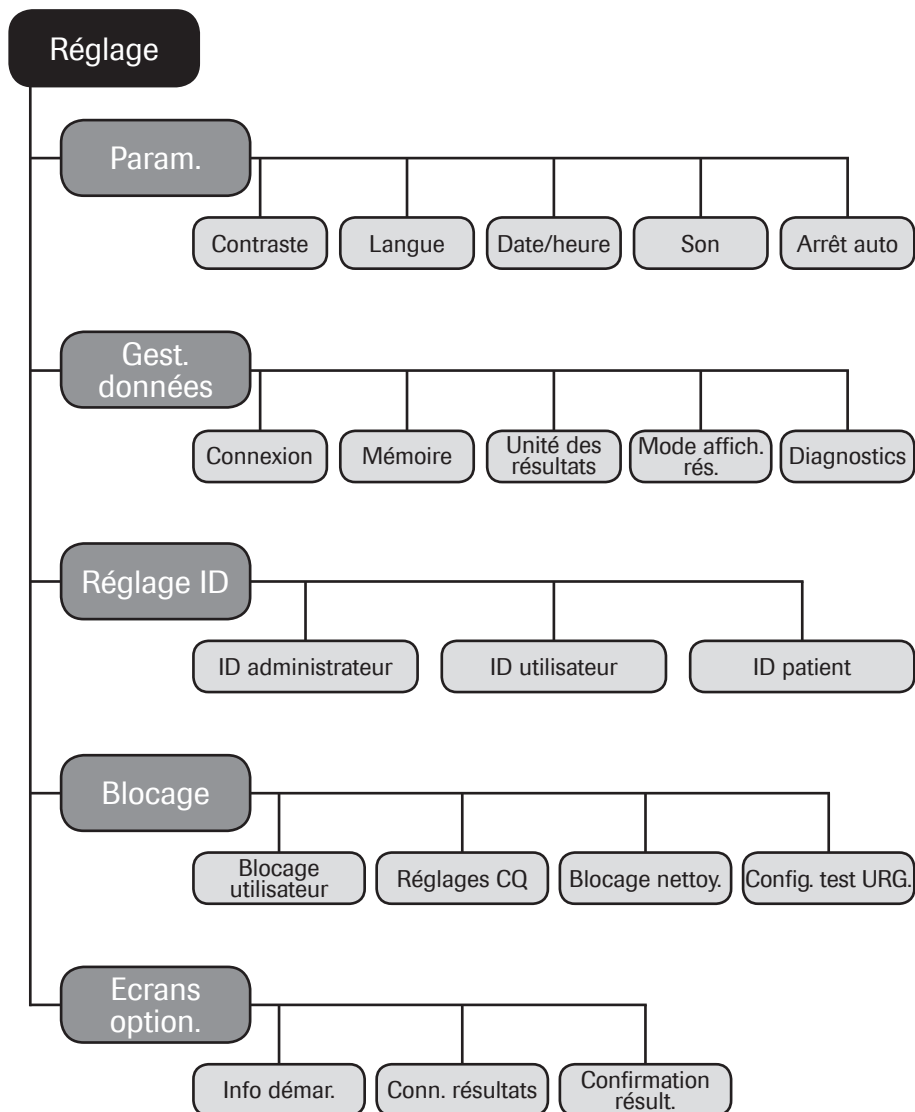 Réglage
Param.
Contraste
Langue
Date/heure
Son
Arrêt auto
Gest.
données
Connexion
Mémoire
Unité des
résultats
Mode affich.
rés.
Diagnostics
Réglage ID
ID administrateur
ID utilisateur
ID patient
Blocage
Blocage
utilisateur
Réglages CQ
Blocage nettoy.
Config. test URG.
Ecrans
option.
Info démar.
Conn. résultats
Confirmation
résult.